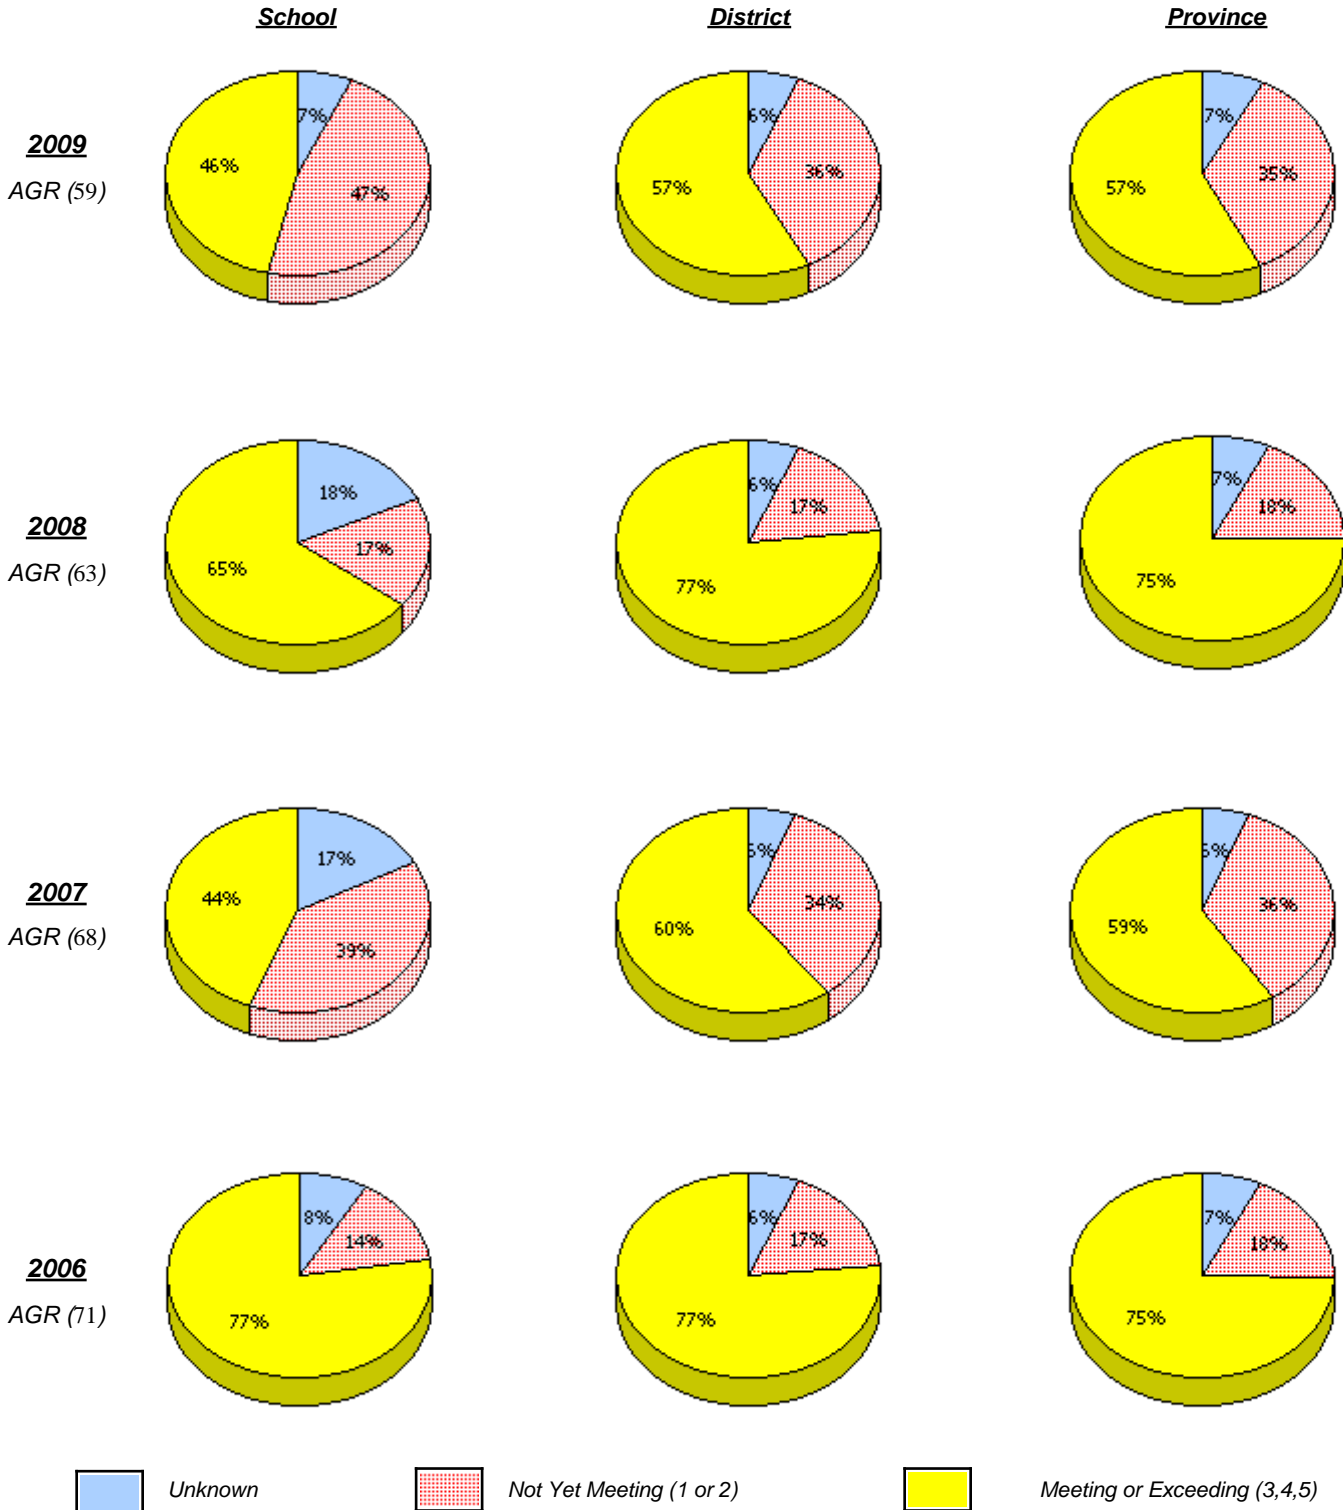 School District Province
2009
AGR (59)
7% 47% 46%
6% 36% 57%
7% 35% 57%
2008
AGR (63)
18% 17% 65%
6% 17% 77%
7% 18% 75%
2007
AGR (68)
17% 39% 44%
34% 60%
36% 59%
2006
AGR (71)
8% 14% 77%
6% 17% 77%
7% 18% 75%
Unknown Not Yet Meeting (1 or 2) Meeting or Exceeding (3,4,5)